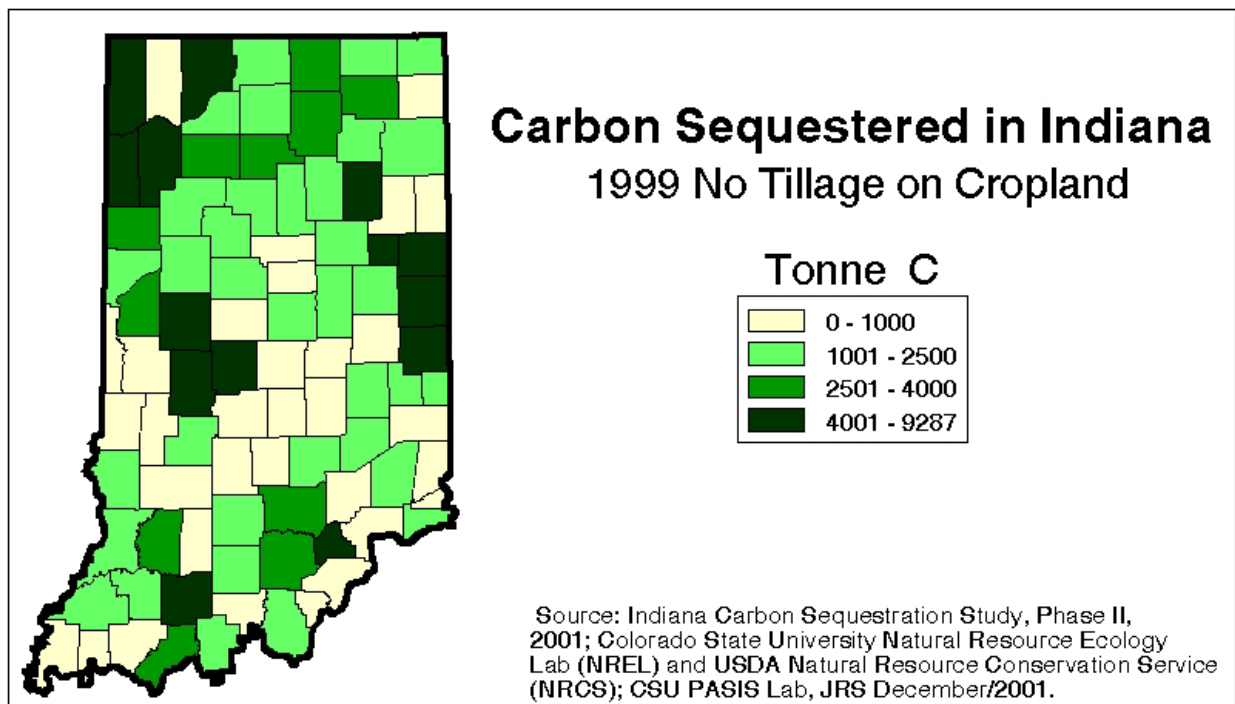 Carbon Sequestered in Indiana
1999 No Tillage on Cropland
Tonne C
0 - 1000
1001 - 2500
2501 - 4000
4001 - 9287
Source: Indiana Carbon Sequestration Study, Phase II,
2001; Colorado State University Natural Resource Ecology
Lab (NREL) and USDA Natural Resource Conservation Service
(NRCS); CSU PASIS Lab, JRS December/2001.